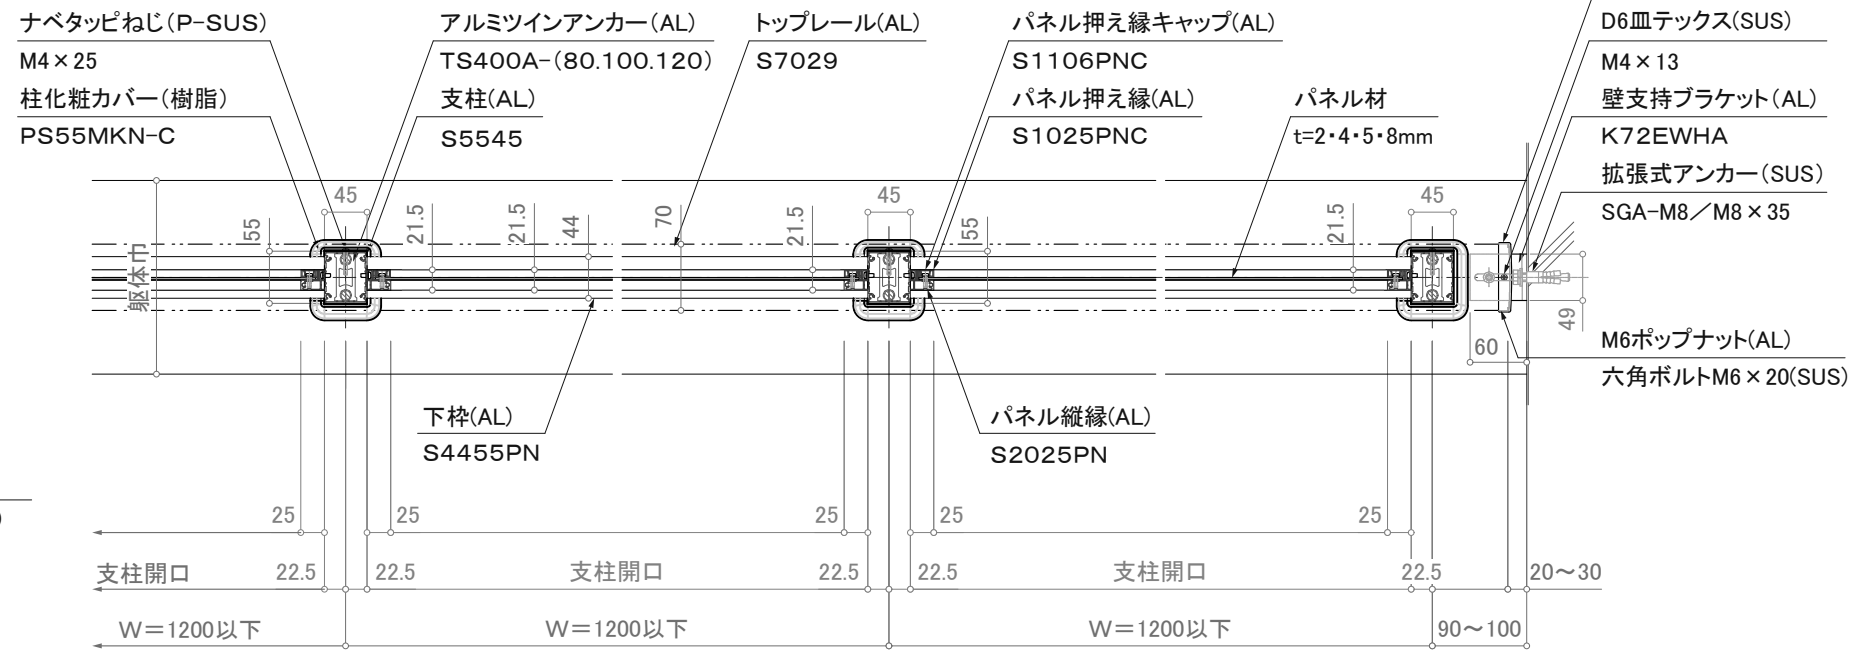 ナベタッピねじ(P-SUS)
M4×25
柱化粧カバー(樹脂)
PS55MKN-C
アルミツインアンカー(AL)
TS400A-(80.100.120)
支柱(AL)
S5545
トップレール(AL)
S7029
パネル押え縁キャップ(AL)
S1106PNC
パネル押え縁(AL)
S1025PNC
パネル材
t=2・4・5・8mm
D6皿テックス(SUS)
M4×13
壁支持ブラケット(AL)
K72EWHA
拡張式アンカー(SUS)
SGA-M8/M8×35
45
45
45
55
21.5
21.5
44
70
21.5
55
21.5
躯体巾
49
60
M6ポップナット(AL)
六角ボルトM6×20(SUS)
下枠(AL)
S4455PN
パネル縦縁(AL)
S2025PN
25
25
25
25
25
支柱開口
22.5
22.5
支柱開口
22.5
22.5
支柱開口
22.5
20〜30
W=1200以下
W=1200以下
W=1200以下
90〜100